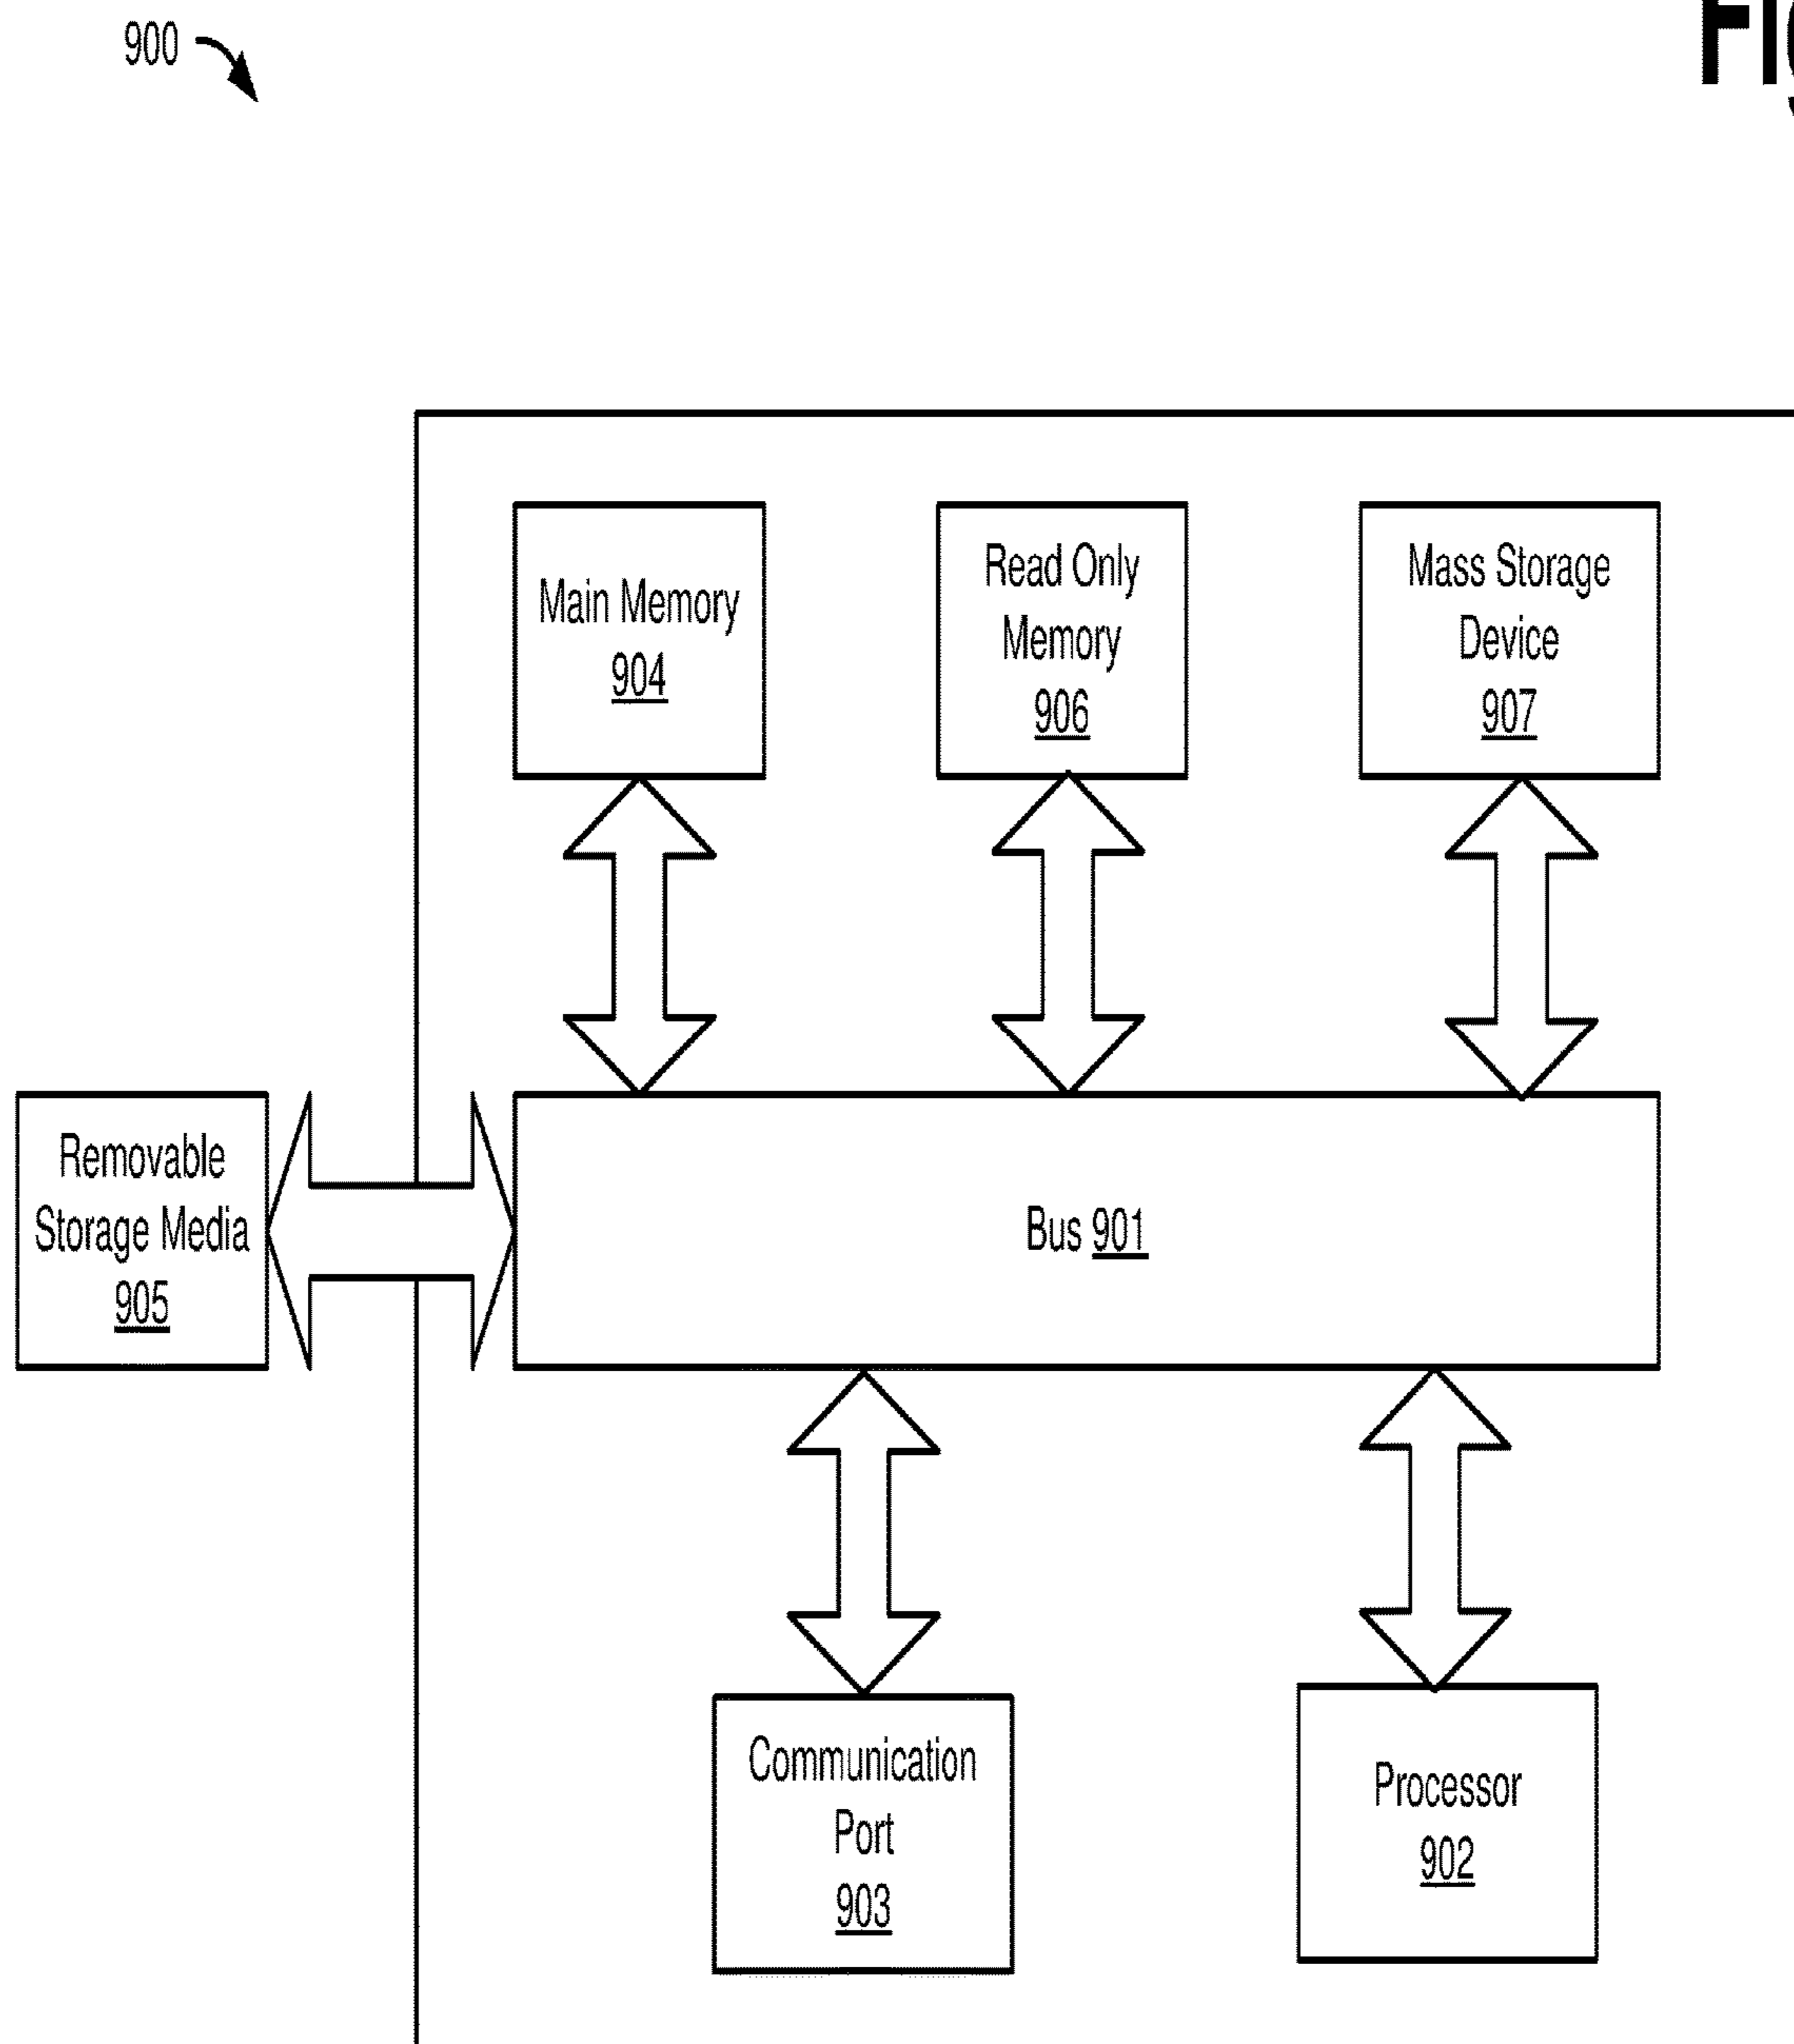 900
Fig
Main Memory
904
Read Only
Memory
906
Mass Storage
Device
907
Removable
Storage Media
905
Bus 901
Communication
Port
903
Processor
902